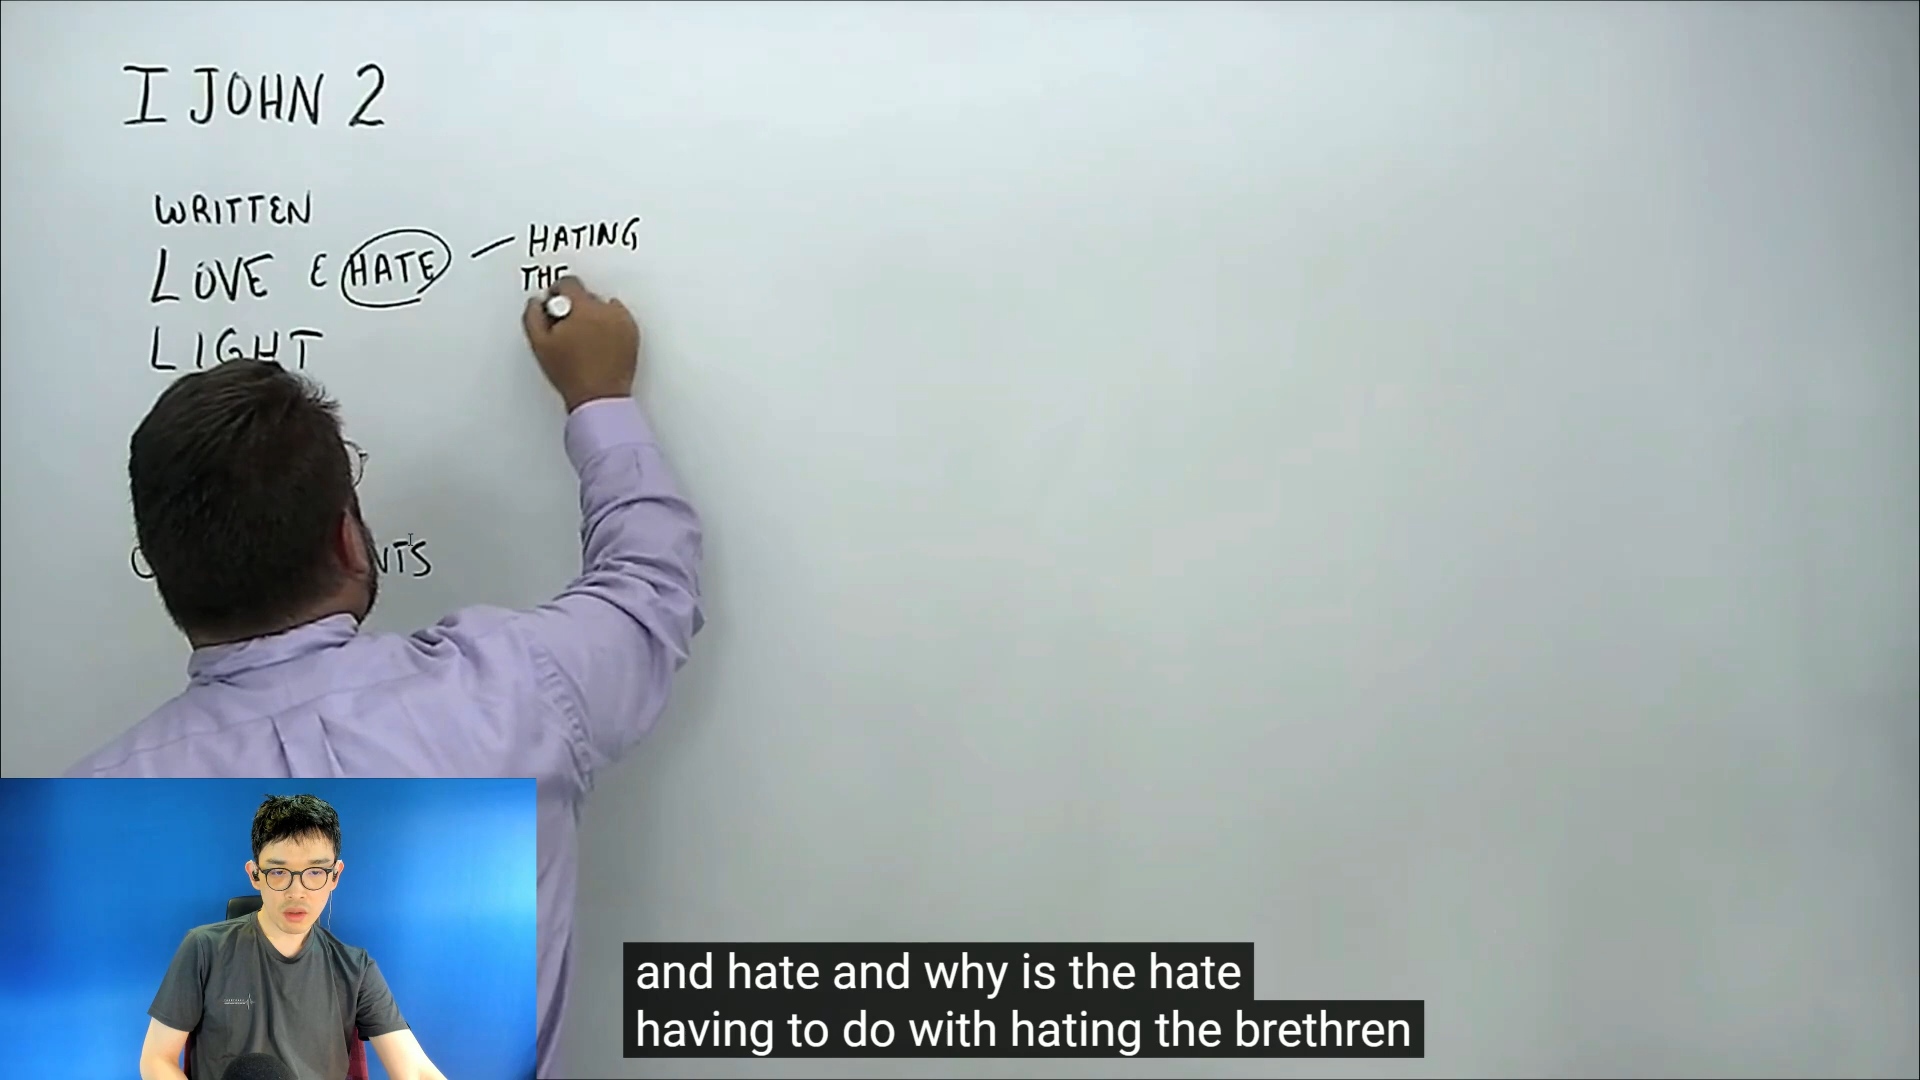 I JOHN 2
WRITTEN
LOVE & HATE — HATING
THE
LIGHT
and hate and why is the hate
having to do with hating the brethren